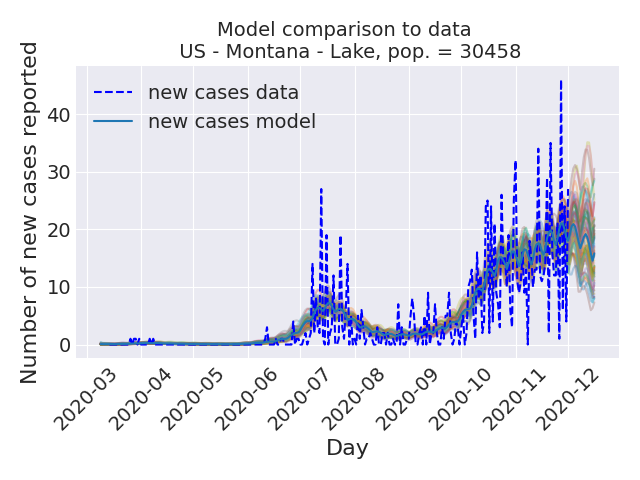 Model comparison to data
US - Montana - Lake, pop. = 30458
Number of new cases reported
new cases data
new cases model
40
30
20
10
0
2020-03
2020-04
2020-05
2020-06
2020-07
2020-08
2020-09
2020-10
2020-11
2020-12
Day